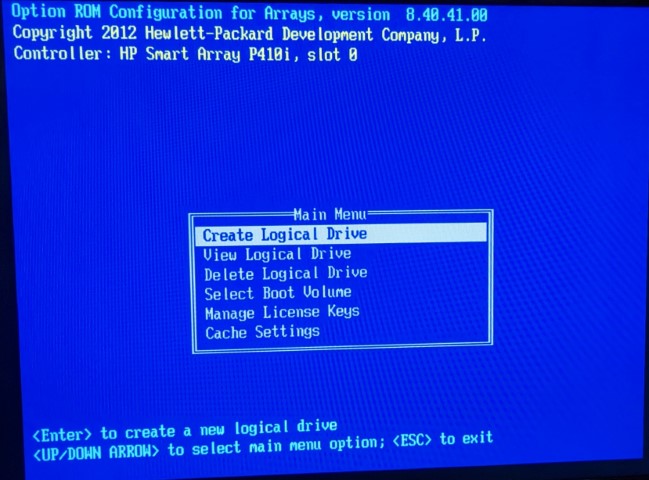 Option ROM Configuration for Arrays, version 8.40.41.00
Copyright 2012 Hewlett-Packard Development Company, L.P.
Controller: HP Smart Array P410i, slot 0
Main Menu
Create Logical Drive
View Logical Drive
Delete Logical Drive
Select Boot Volume
Manage License Keys
Cache Settings
<Enter> to create a new logical drive
<UP/DOWN ARROW> to select main menu option; <ESC> to exit